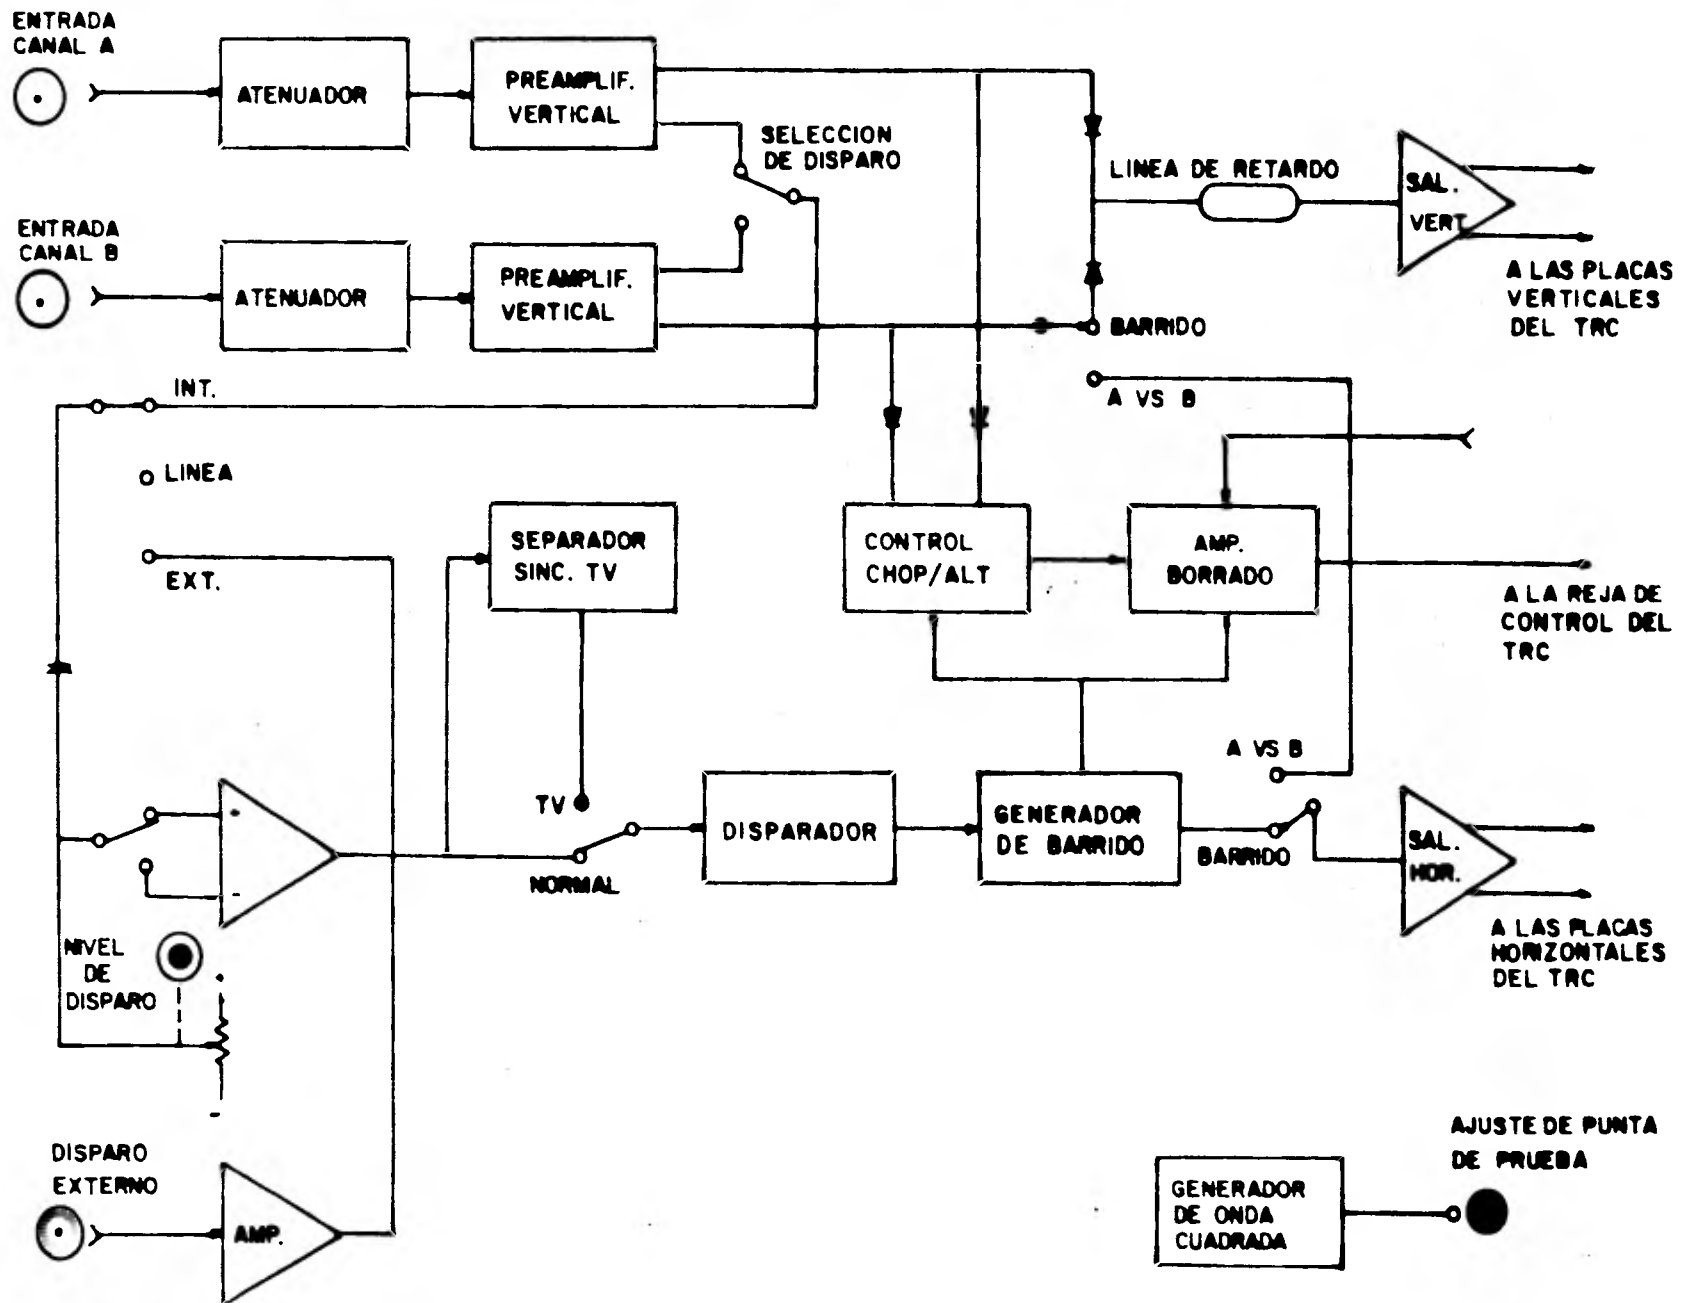 ENTRADA
CANAL A
ATENUADOR
PREAMPLIF.
VERTICAL
SELECCION
DE DISPARO
LINEA DE RETARDO
SAL.
VERT
A LAS PLACAS
VERTICALES
DEL TRC
ENTRADA
CANAL B
ATENUADOR
PREAMPLIF.
VERTICAL
BARRIDO
A VS B
INT.
LINEA
EXT.
SEPARADOR
SINC. TV
CONTROL
CHOP/ALT
AMP.
BORRADO
A LA REJA DE
CONTROL DEL
TRC
A VS B
TV
NORMAL
DISPARADOR
GENERADOR
DE BARRIDO
BARRIDO
SAL.
HOR.
A LAS PLACAS
HORIZONTALES
DEL TRC
+
-
NIVEL
DE
DISPARO
-
DISPARO
EXTERNO
AMP.
GENERADOR
DE ONDA
CUADRADA
AJUSTE DE PUNTA
DE PRUEBA